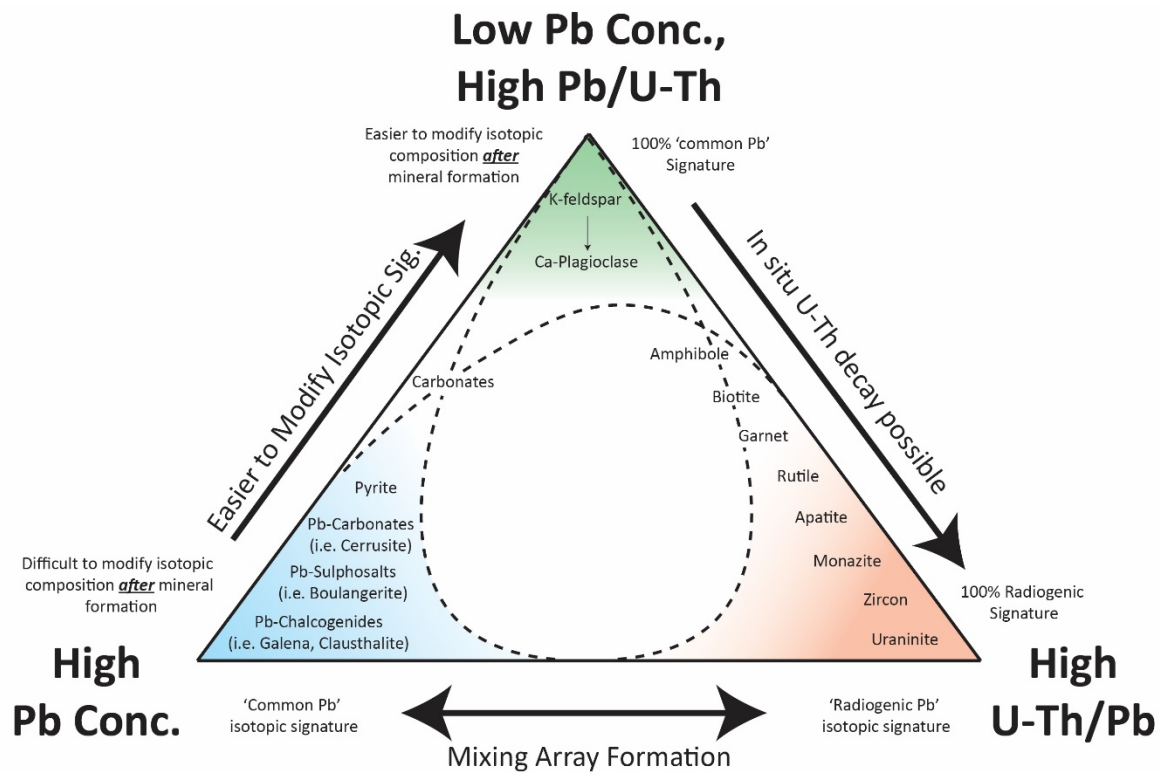 Low Pb Conc.,
High Pb/U-Th
Easier to modify isotopic
composition after
mineral formation
100% ‘common Pb’
Signature
K-feldspar
Ca-Plagioclase
Easier to Modify Isotopic Sig.
In situ U-Th decay possible
Amphibole
Carbonates
Biotite
Garnet
Rutile
Pyrite
Apatite
Pb-Carbonates
(i.e. Cerrusite)
Monazite
Pb-Sulphosalts
(i.e. Boulangerite)
Zircon
Pb-Chalcogenides
(i.e. Galena, Clausthalite)
Uraninite
Difficult to modify isotopic
composition after mineral
formation
100% Radiogenic
Signature
High
Pb Conc.
High
U-Th/Pb
‘Common Pb’
isotopic signature
‘Radiogenic Pb’
isotopic signature
Mixing Array Formation